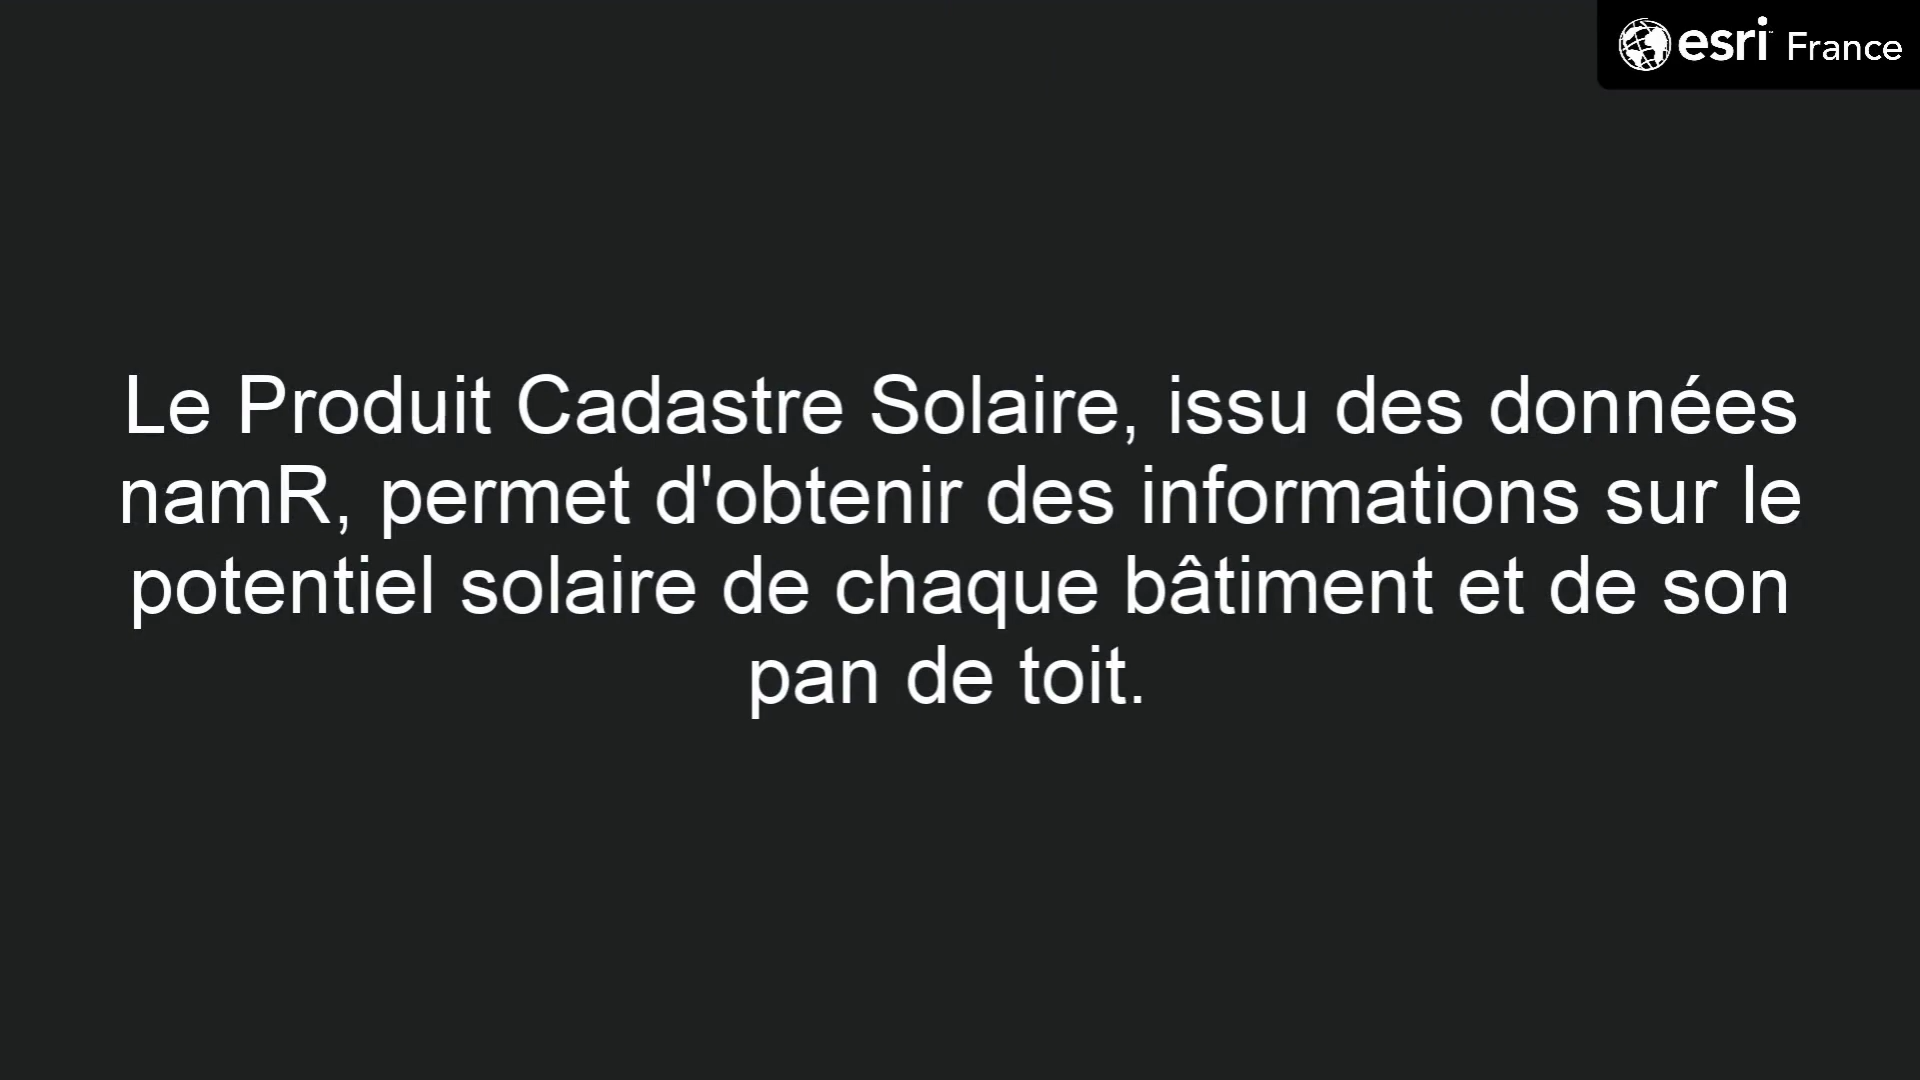 esri France
Le Produit Cadastre Solaire, issu des données
namR, permet d'obtenir des informations sur le
potentiel solaire de chaque bâtiment et de son
pan de toit.